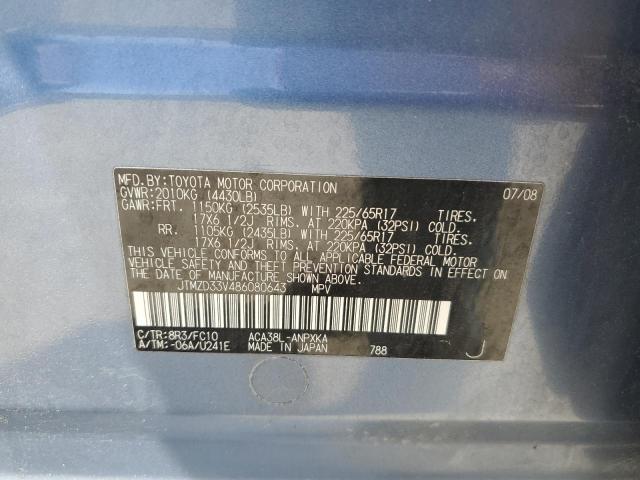 MFD.BY:TOYOTA MOTOR CORPORATION 07/08
GVWR:2010KG (4430LB)
GAWR:FRT. 1150KG (2535LB) WITH 225/65R17 TIRES.
17X6 1/2J RIMS. AT 220KPA (32PSI) COLD.
RR. 1105KG (2435LB) WITH 225/65R17 TIRES.
17X6 1/2J RIMS. AT 220KPA (32PSI) COLD.
THIS VEHICLE CONFORMS TO ALL APPLICABLE FEDERAL MOTOR
VEHICLE SAFETY AND THEFT PREVENTION STANDARDS IN EFFECT
ON THE DATE OF MANUFACTURE SHOWN ABOVE.
JTMZD33V486080643 MPV
C/TR:8R3/FC10 ACA38L-ANPXKA
A/TM:-06A/U241E MADE IN JAPAN 788 J